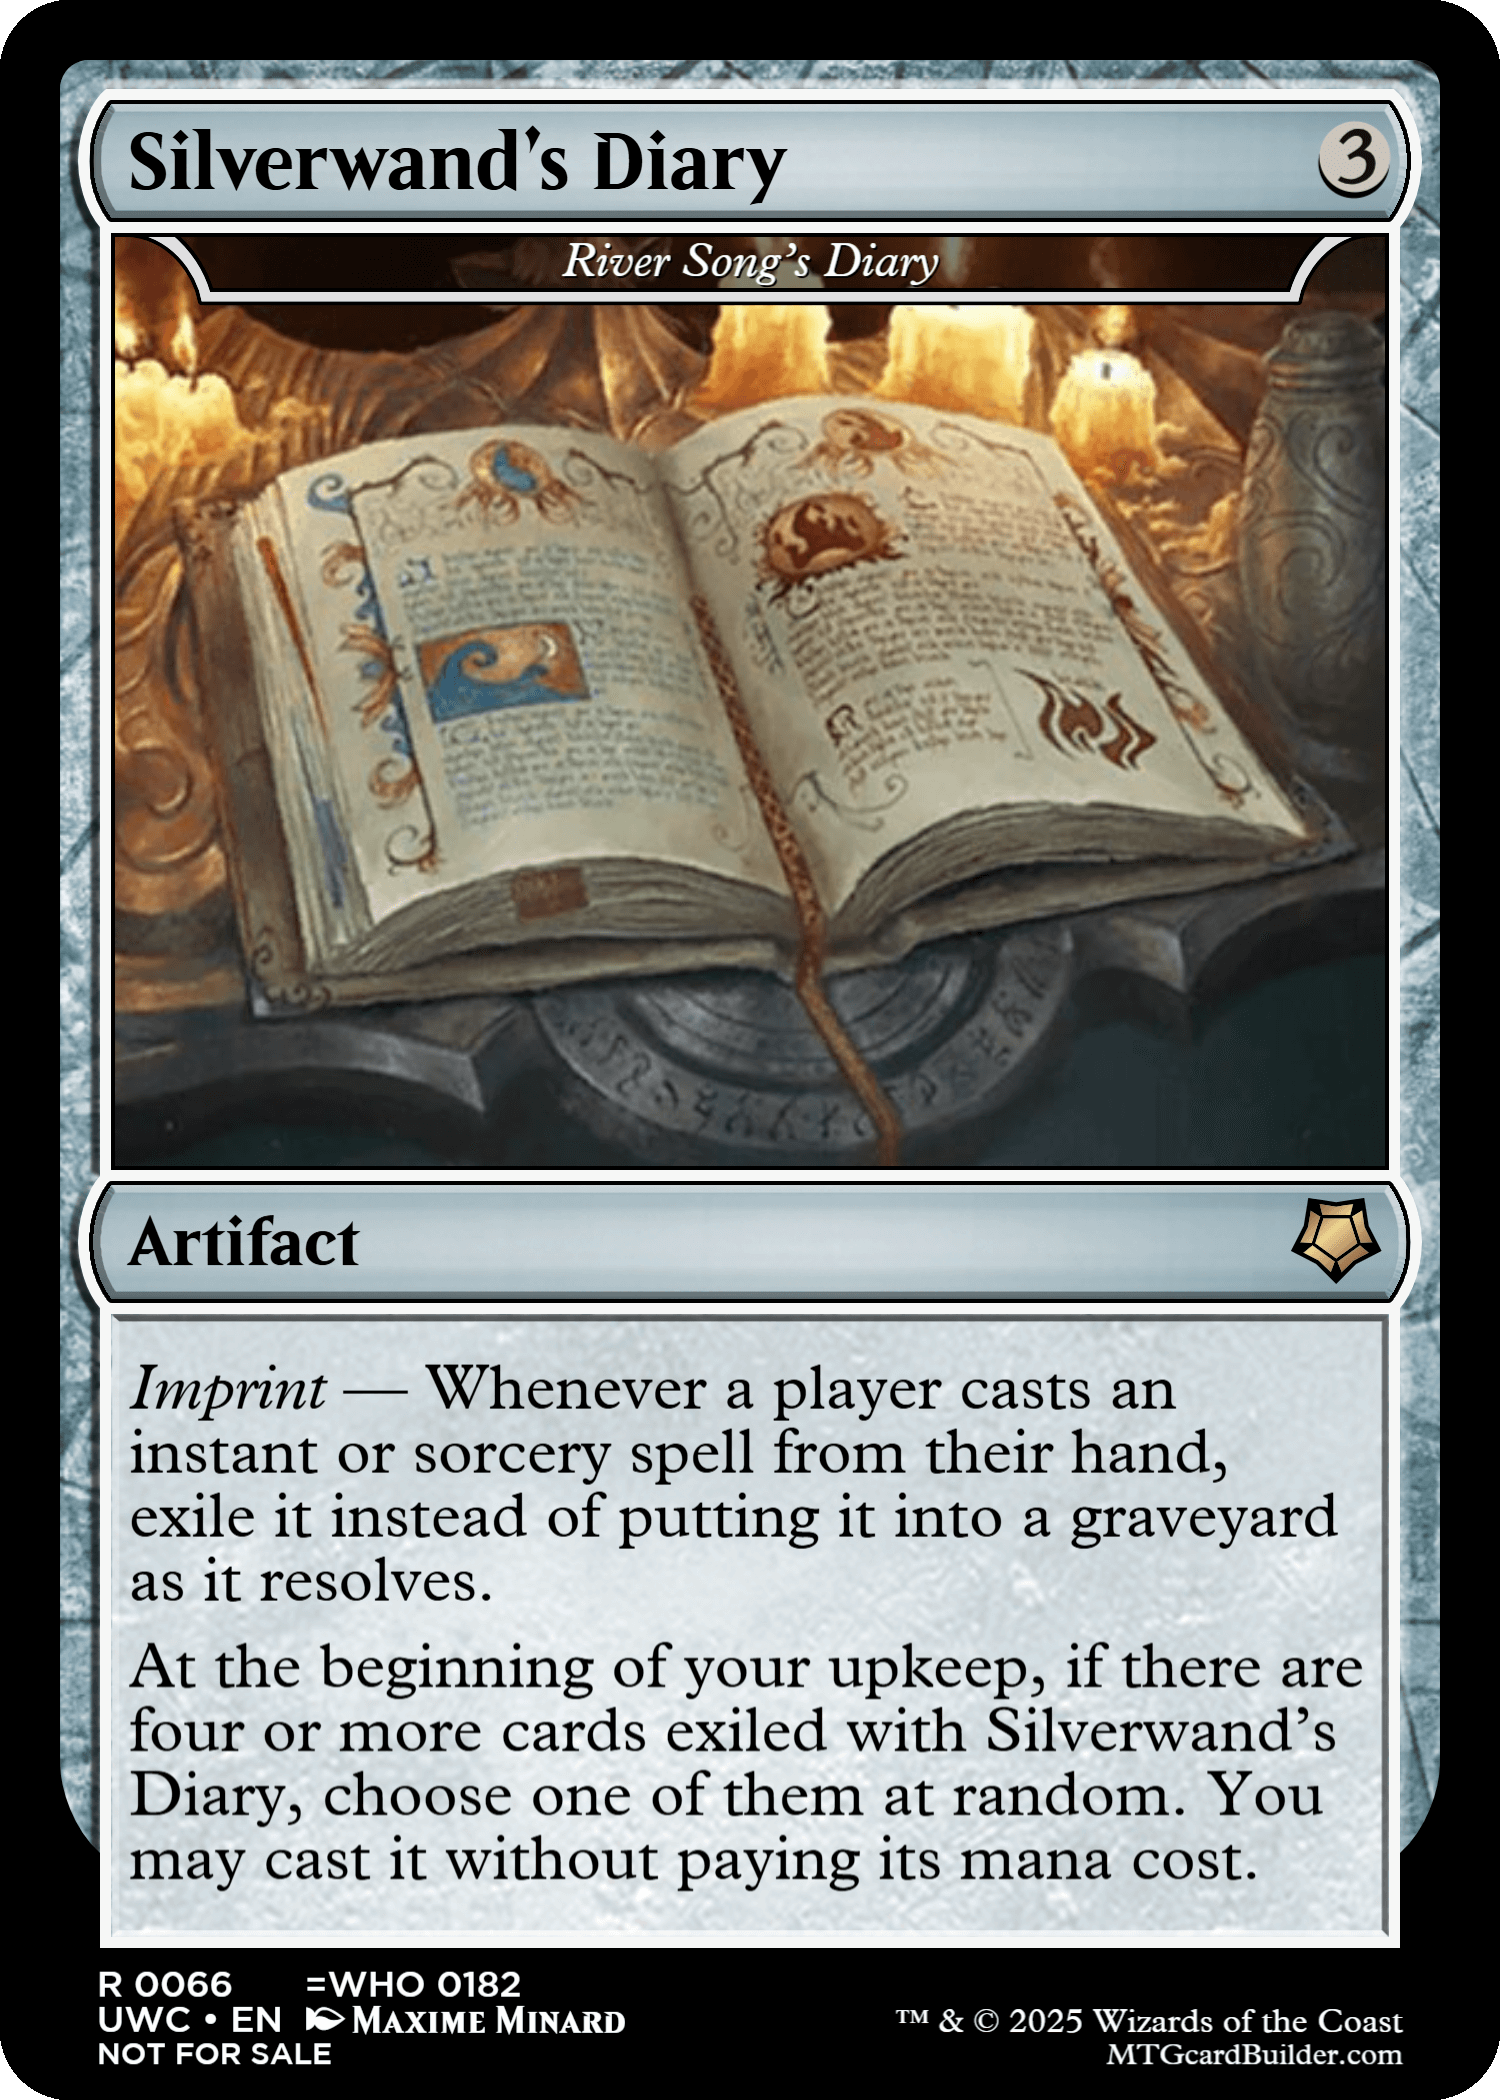 Silverwand's Diary 3
River Song's Diary
Artifact
Imprint — Whenever a player casts an
instant or sorcery spell from their hand,
exile it instead of putting it into a graveyard
as it resolves.
At the beginning of your upkeep, if there are
four or more cards exiled with Silverwand's
Diary, choose one of them at random. You
may cast it without paying its mana cost.
R 0066 =WHO 0182
UWC • EN MAXIME MINARD
NOT FOR SALE
™ & © 2025 Wizards of the Coast
MTGcardBuilder.com